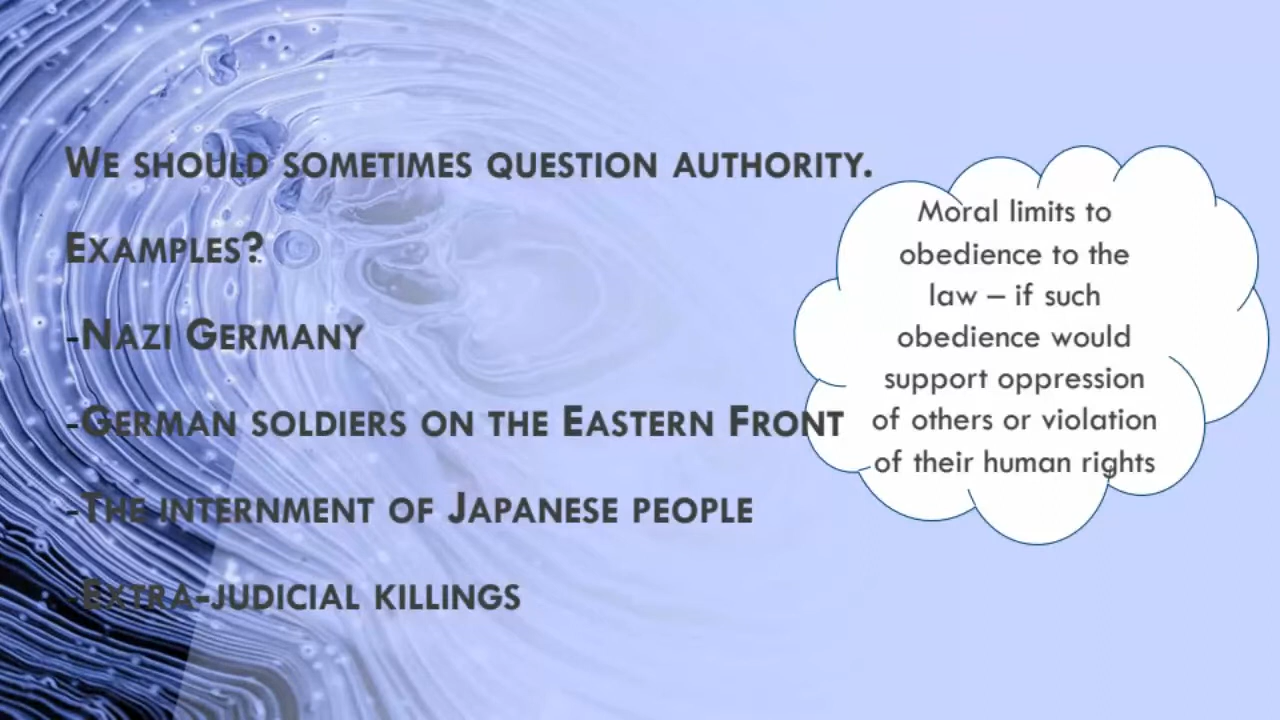 We should sometimes question authority.
Examples?
-Nazi Germany
-German soldiers on the Eastern Front
-The internment of Japanese people
-Extra-judicial killings
Moral limits to
obedience to the
law – if such
obedience would
support oppression
of others or violation
of their human rights